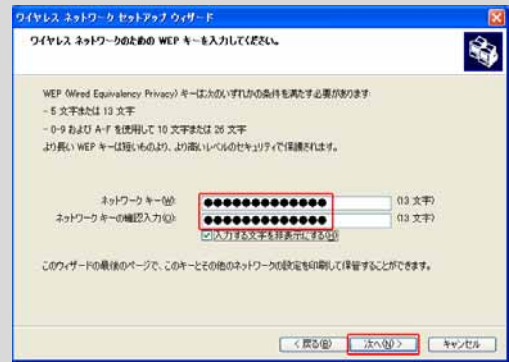 ワイヤレス ネットワーク セットアップ ウィザード
ワイヤレス ネットワークのための WEP キーを入力してください。
WEP (Wired Equivalency Privacy) キーは次のいずれかの条件を満たす必要があります:
- 5 文字または 13 文字
- 0-9 および A-F を使用して 10 文字または 26 文字
より長い WEP キーは短いものより、より高いレベルのセキュリティで保護されます。
ネットワーク キー(W): ●●●●●●●●●●●●● (13 文字)
ネットワーク キーの確認入力(O): ●●●●●●●●●●●●● (13 文字)
入力する文字を非表示にする(H)
このウィザードの最後のページで、このキーとその他のネットワークの設定を印刷して保管することができます。
< 戻る(B) 次へ(N) > キャンセル